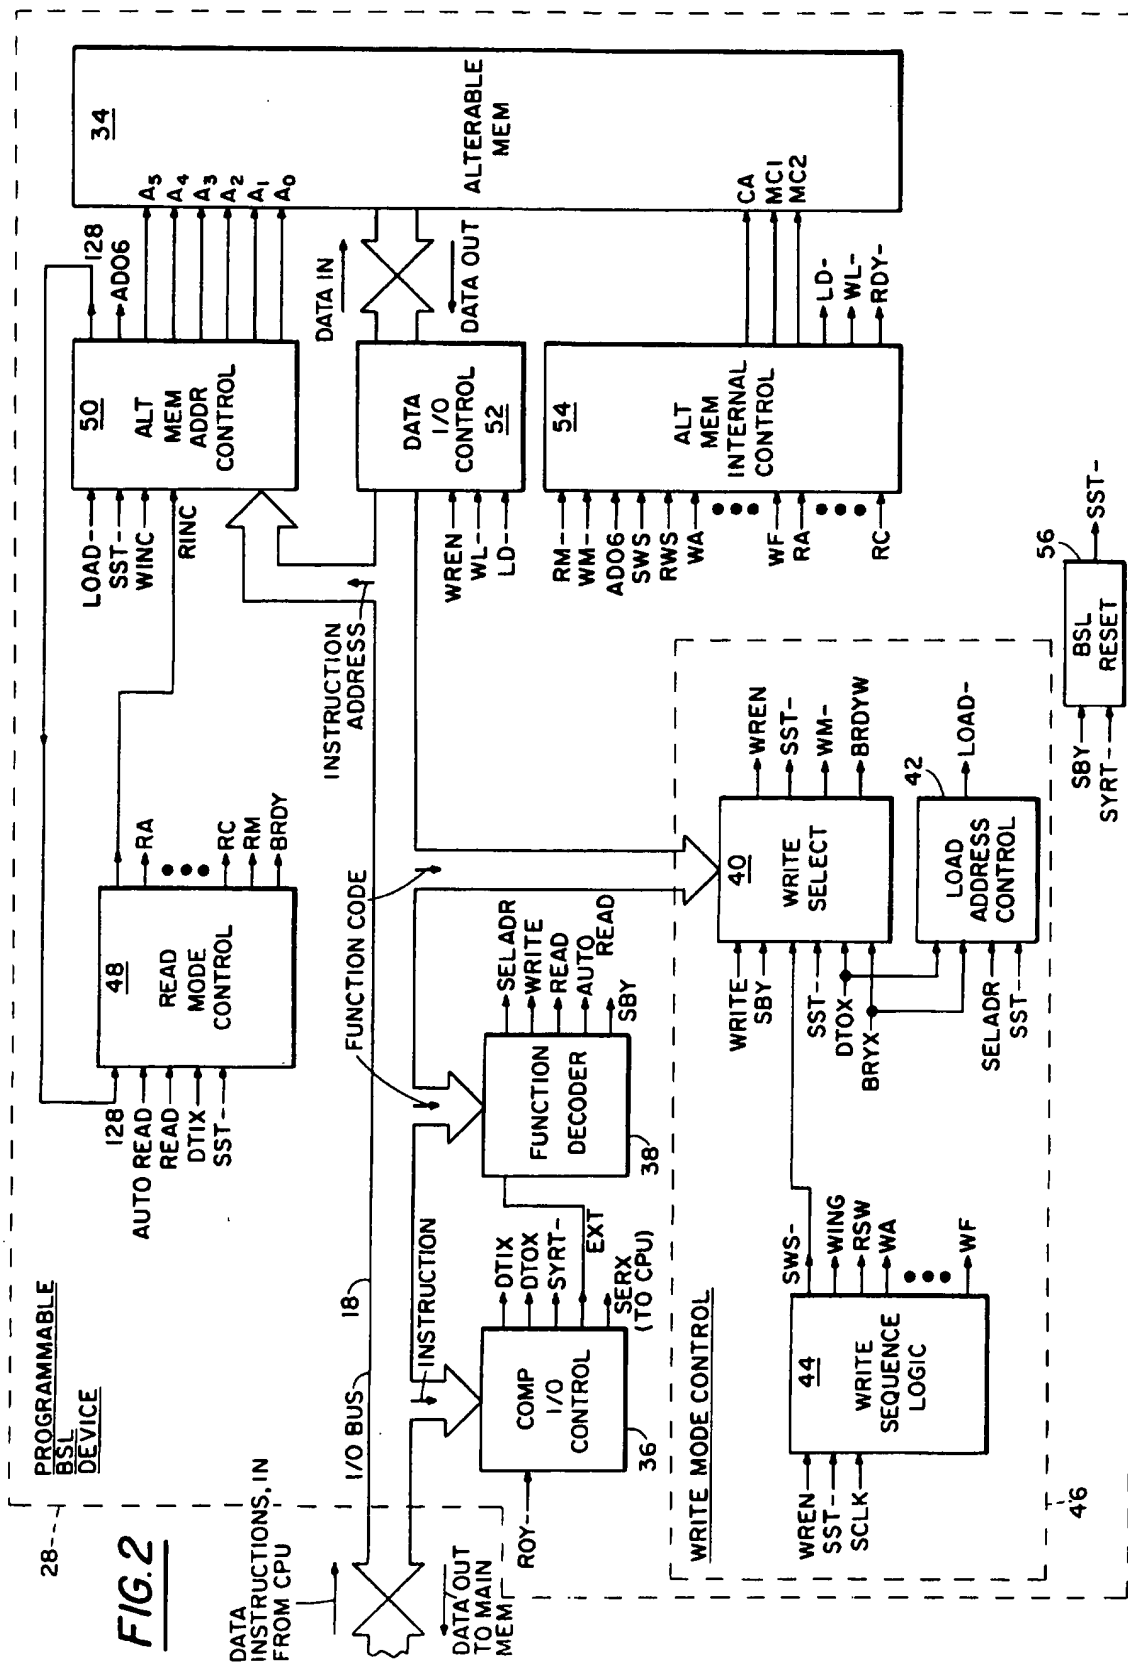 FIG.2
28
PROGRAMMABLE
BSL
DEVICE
DATA
INSTRUCTIONS, IN
FROM CPU
DATA OUT
TO MAIN
MEM
I/O BUS
18
INSTRUCTION
FUNCTION CODE
INSTRUCTION
ADDRESS
128
AUTO READ
READ
DTIX
SST-
48
READ
MODE
CONTROL
RA
RC
RM
BRDY
LOAD-
SST-
WINC
RINC
50
ALT
MEM
ADDR
CONTROL
128
ADO6
A5
A4
A3
A2
A1
A0
34
ALTERABLE
MEM
CA
MC1
MC2
DATA IN
DATA OUT
DATA
I/O
CONTROL
52
WREN
WL-
LD-
54
ALT
MEM
INTERNAL
CONTROL
RM-
WM-
ADO6
SWS
RWS
WA
WF
RA
RC
LD-
WL-
RDY-
ROY
COMP
I/O
CONTROL
36
DTIX
DTOX
SYRT-
EXT
SERX
(TO CPU)
FUNCTION
DECODER
38
SELADR
WRITE
READ
AUTO
READ
SBY
WRITE MODE CONTROL
46
WREN
SST-
SCLK
44
WRITE
SEQUENCE
LOGIC
SWS-
WING
RSW
WA
WF
WRITE
SBY
SST-
DTOX
BRYX
SELADR
SST-
40
WRITE
SELECT
WREN
SST-
WM-
BRDYW
42
LOAD
ADDRESS
CONTROL
LOAD-
SBY
SYRT-
BSL
RESET
56
SST-